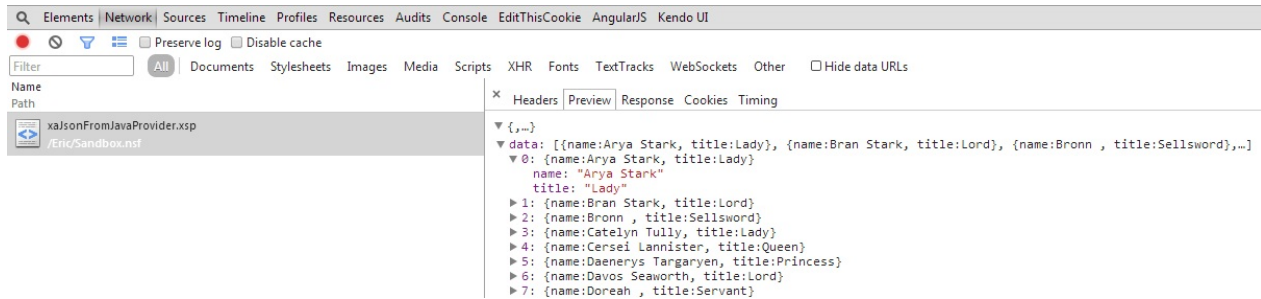 Elements Network Sources Timeline Profiles Resources Audits Console EditThisCookie AngularJS Kendo UI
Preserve log Disable cache
Filter All Documents Stylesheets Images Media Scripts XHR Fonts TextTracks WebSockets Other Hide data URLs
Name
Path
xaJsonFromJavaProvider.xsp
/Eric/Sandbox.nsf
× Headers Preview Response Cookies Timing
▼ {,…}
▼ data: [{name:Arya Stark, title:Lady}, {name:Bran Stark, title:Lord}, {name:Bronn , title:Sellsword},…]
▼ 0: {name:Arya Stark, title:Lady}
name: "Arya Stark"
title: "Lady"
▶ 1: {name:Bran Stark, title:Lord}
▶ 2: {name:Bronn , title:Sellsword}
▶ 3: {name:Catelyn Tully, title:Lady}
▶ 4: {name:Cersei Lannister, title:Queen}
▶ 5: {name:Daenerys Targaryen, title:Princess}
▶ 6: {name:Davos Seaworth, title:Lord}
▶ 7: {name:Doreah , title:Servant}